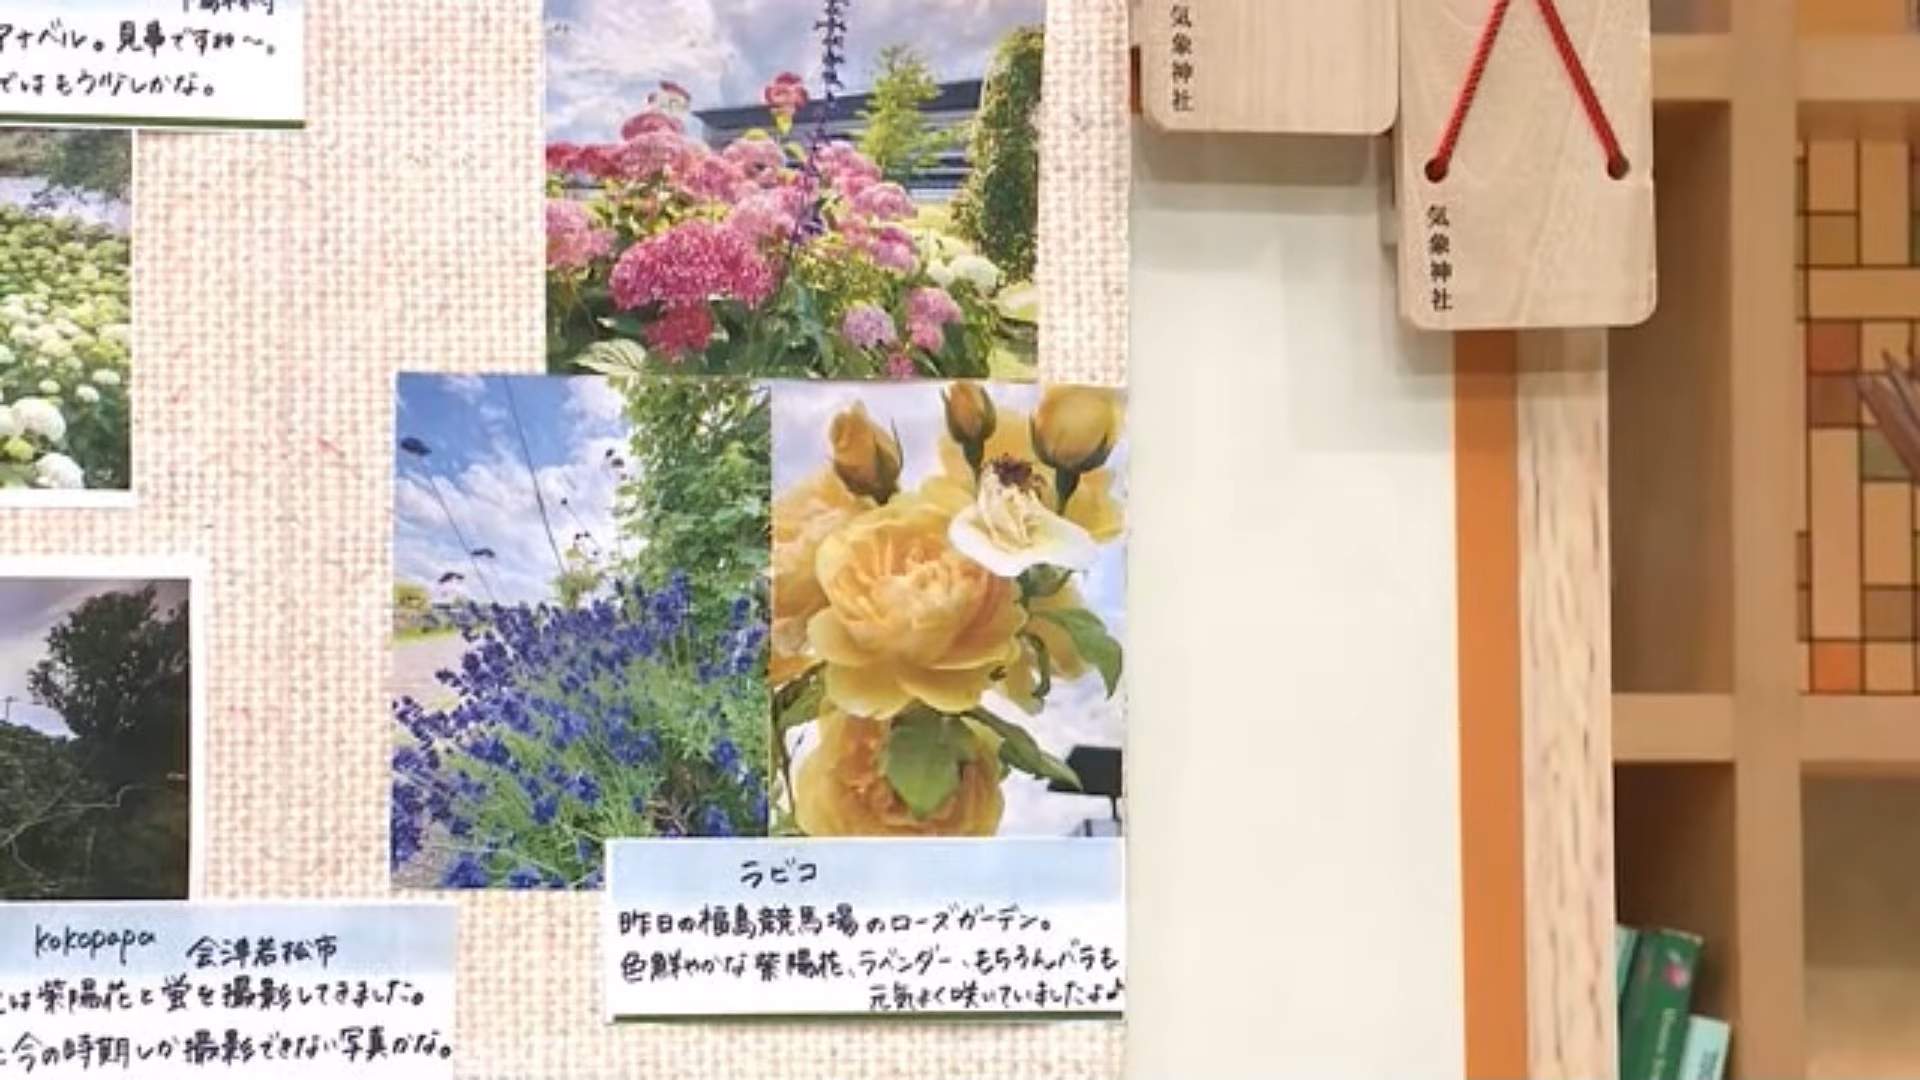 アナベル。見事ですね〜。
ではもう少しかな。
気象神社
気象神社
ラビコ
昨日の福島競馬場のローズガーデン。
色鮮やかな紫陽花、ラベンダー、もちろんバラも
元気よく咲いていましたよ♪
kokopapa 会津若松市
は紫陽花と蛍を撮影してきました。
今の時期しか撮影できない写真かな。